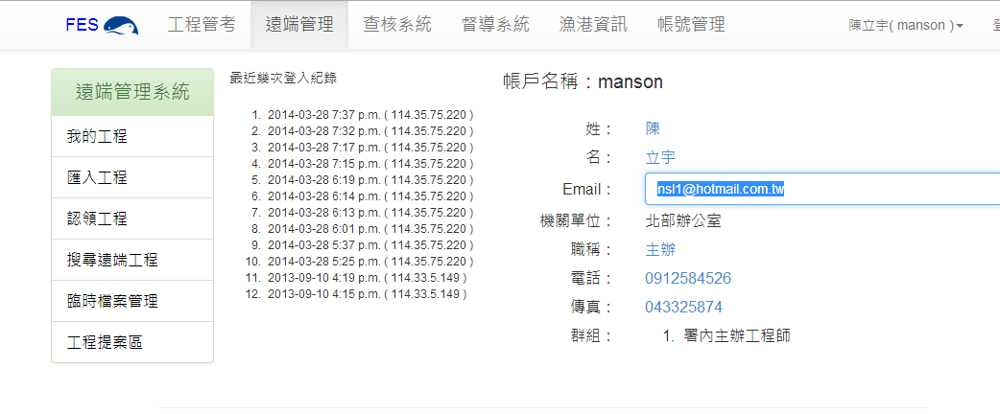 FES 工程管考 遠端管理 查核系統 督導系統 漁港資訊 帳號管理 陳立宇( manson )
遠端管理系統
我的工程
匯入工程
認領工程
搜尋遠端工程
臨時檔案管理
工程提案區
最近幾次登入紀錄
1. 2014-03-28 7:37 p.m. ( 114.35.75.220 )
2. 2014-03-28 7:32 p.m. ( 114.35.75.220 )
3. 2014-03-28 7:17 p.m. ( 114.35.75.220 )
4. 2014-03-28 7:15 p.m. ( 114.35.75.220 )
5. 2014-03-28 6:19 p.m. ( 114.35.75.220 )
6. 2014-03-28 6:14 p.m. ( 114.35.75.220 )
7. 2014-03-28 6:13 p.m. ( 114.35.75.220 )
8. 2014-03-28 6:01 p.m. ( 114.35.75.220 )
9. 2014-03-28 5:37 p.m. ( 114.35.75.220 )
10. 2014-03-28 5:25 p.m. ( 114.35.75.220 )
11. 2013-09-10 4:19 p.m. ( 114.33.5.149 )
12. 2013-09-10 4:15 p.m. ( 114.33.5.149 )
帳戶名稱：manson
姓： 陳
名： 立宇
Email： nsl1@hotmail.com.tw
機關單位： 北部辦公室
職稱： 主辦
電話： 0912584526
傳真： 043325874
群組： 1. 署內主辦工程師